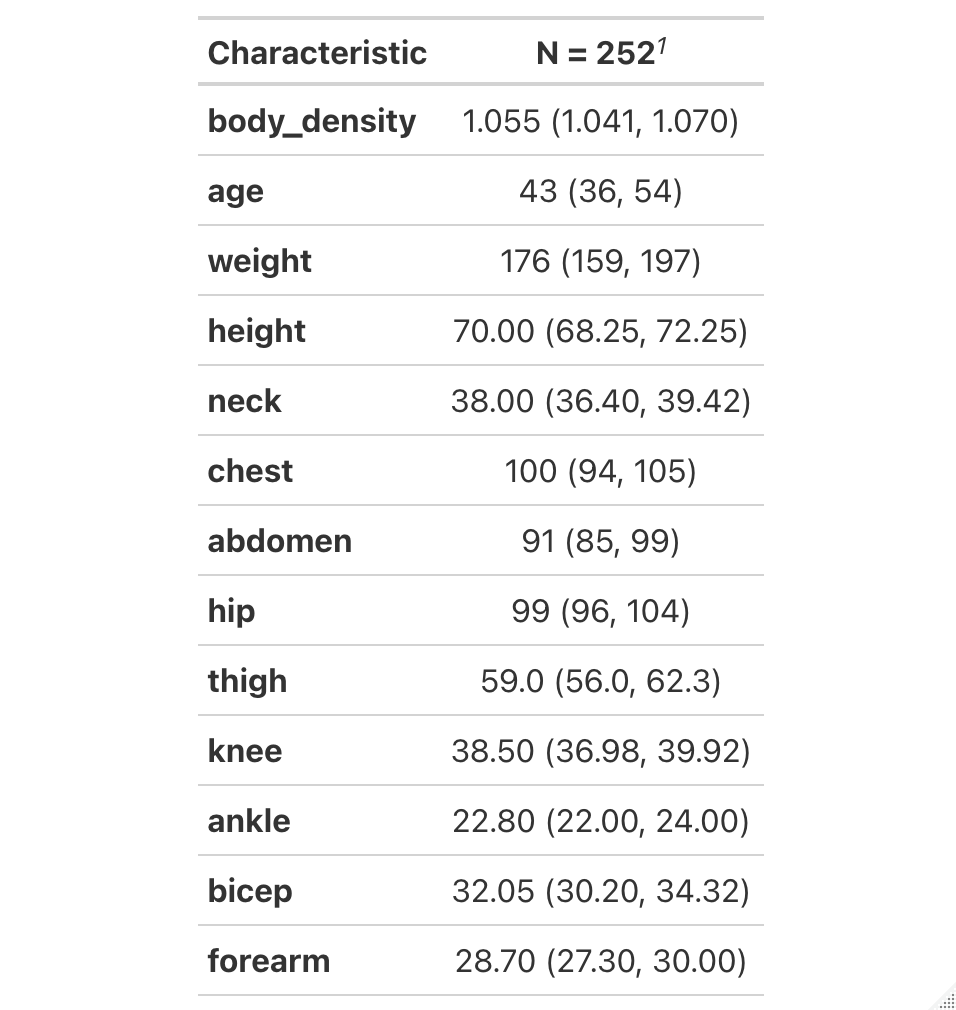 Characteristic N = 252¹
body_density 1.055 (1.041, 1.070)
age 43 (36, 54)
weight 176 (159, 197)
height 70.00 (68.25, 72.25)
neck 38.00 (36.40, 39.42)
chest 100 (94, 105)
abdomen 91 (85, 99)
hip 99 (96, 104)
thigh 59.0 (56.0, 62.3)
knee 38.50 (36.98, 39.92)
ankle 22.80 (22.00, 24.00)
bicep 32.05 (30.20, 34.32)
forearm 28.70 (27.30, 30.00)